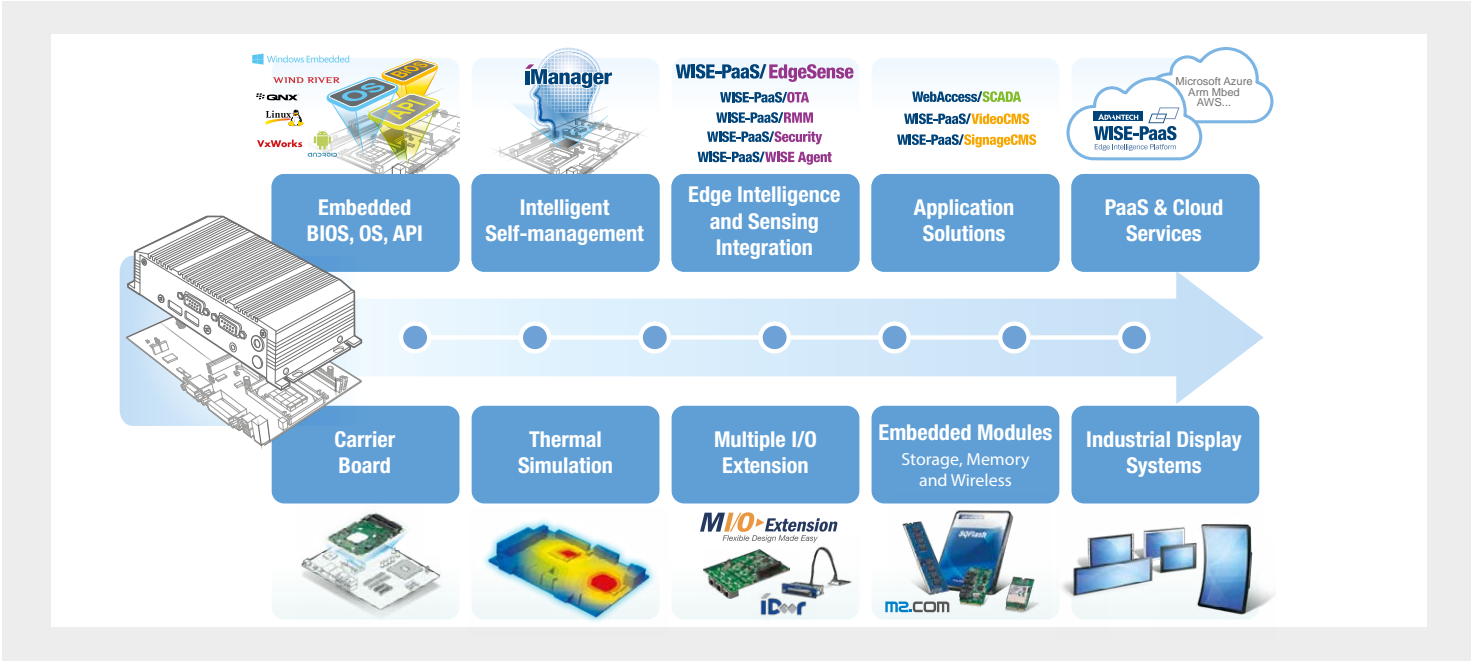 Windows Embedded
WIND RIVER
QNX
Linux
VxWorks
android
OS
BIOS
API
iManager
WISE-PaaS/EdgeSense
WISE-PaaS/OTA
WISE-PaaS/RMM
WISE-PaaS/Security
WISE-PaaS/WISE Agent
WebAccess/SCADA
WISE-PaaS/VideoCMS
WISE-PaaS/SignageCMS
Microsoft Azure
Arm Mbed
AWS...
ADVANTECH
WISE-PaaS
Edge Intelligence Platform
Embedded
BIOS, OS, API
Intelligent
Self-management
Edge Intelligence
and Sensing
Integration
Application
Solutions
PaaS & Cloud
Services
Carrier
Board
Thermal
Simulation
Multiple I/O
Extension
Embedded Modules
Storage, Memory
and Wireless
Industrial Display
Systems
MI/O Extension
Flexible Design Made Easy
iDoor
SQFlash
m2.com